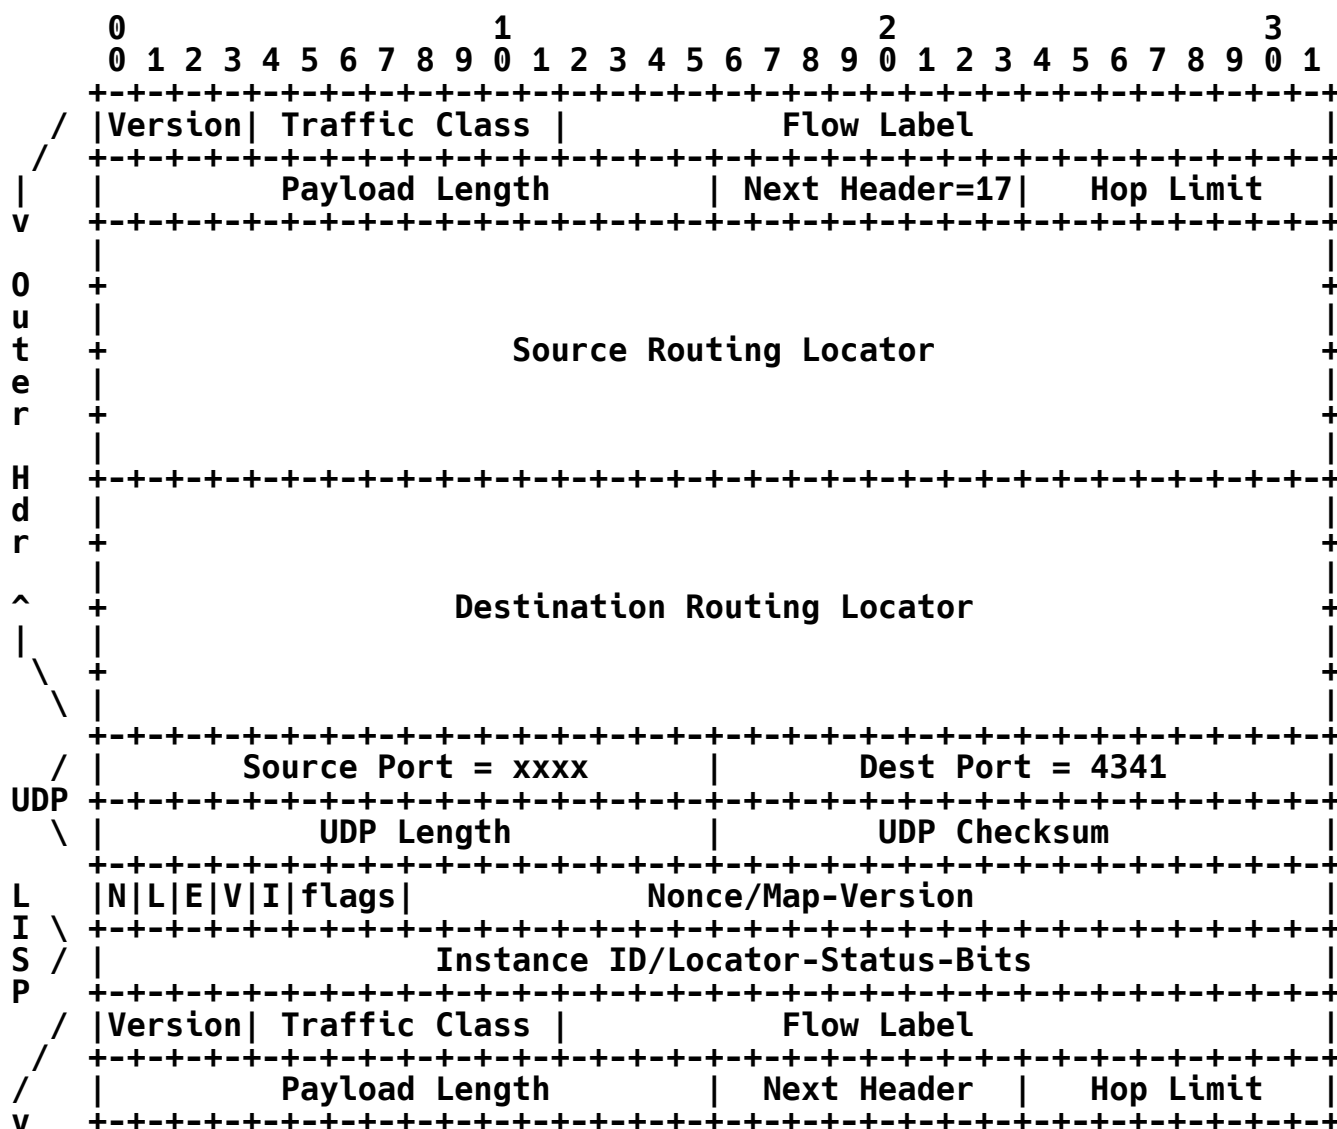 0                   1                   2                   3
       0 1 2 3 4 5 6 7 8 9 0 1 2 3 4 5 6 7 8 9 0 1 2 3 4 5 6 7 8 9 0 1
      +-+-+-+-+-+-+-+-+-+-+-+-+-+-+-+-+-+-+-+-+-+-+-+-+-+-+-+-+-+-+-+-+
    / |Version| Traffic Class |           Flow Label                  |
   /  +-+-+-+-+-+-+-+-+-+-+-+-+-+-+-+-+-+-+-+-+-+-+-+-+-+-+-+-+-+-+-+-+
  |   |         Payload Length        | Next Header=17|   Hop Limit   |
  v   +-+-+-+-+-+-+-+-+-+-+-+-+-+-+-+-+-+-+-+-+-+-+-+-+-+-+-+-+-+-+-+-+
      |                                                               |
  O   +                                                               +
  u   |                                                               |
  t   +                     Source Routing Locator                    +
  e   |                                                               |
  r   +                                                               +
      |                                                               |
  H   +-+-+-+-+-+-+-+-+-+-+-+-+-+-+-+-+-+-+-+-+-+-+-+-+-+-+-+-+-+-+-+-+
  d   |                                                               |
  r   +                                                               +
      |                                                               |
  ^   +                  Destination Routing Locator                  +
  |   |                                                               |
   \  +                                                               +
    \ |                                                               |
      +-+-+-+-+-+-+-+-+-+-+-+-+-+-+-+-+-+-+-+-+-+-+-+-+-+-+-+-+-+-+-+-+
    / |       Source Port = xxxx      |       Dest Port = 4341        |
  UDP +-+-+-+-+-+-+-+-+-+-+-+-+-+-+-+-+-+-+-+-+-+-+-+-+-+-+-+-+-+-+-+-+
    \ |           UDP Length          |        UDP Checksum           |
      +-+-+-+-+-+-+-+-+-+-+-+-+-+-+-+-+-+-+-+-+-+-+-+-+-+-+-+-+-+-+-+-+
  L   |N|L|E|V|I|flags|            Nonce/Map-Version                  |
  I \ +-+-+-+-+-+-+-+-+-+-+-+-+-+-+-+-+-+-+-+-+-+-+-+-+-+-+-+-+-+-+-+-+
  S / |                 Instance ID/Locator-Status-Bits               |
  P   +-+-+-+-+-+-+-+-+-+-+-+-+-+-+-+-+-+-+-+-+-+-+-+-+-+-+-+-+-+-+-+-+
    / |Version| Traffic Class |           Flow Label                  |
   /  +-+-+-+-+-+-+-+-+-+-+-+-+-+-+-+-+-+-+-+-+-+-+-+-+-+-+-+-+-+-+-+-+
  /   |         Payload Length        |  Next Header  |   Hop Limit   |
  v   +-+-+-+-+-+-+-+-+-+-+-+-+-+-+-+-+-+-+-+-+-+-+-+-+-+-+-+-+-+-+-+-+